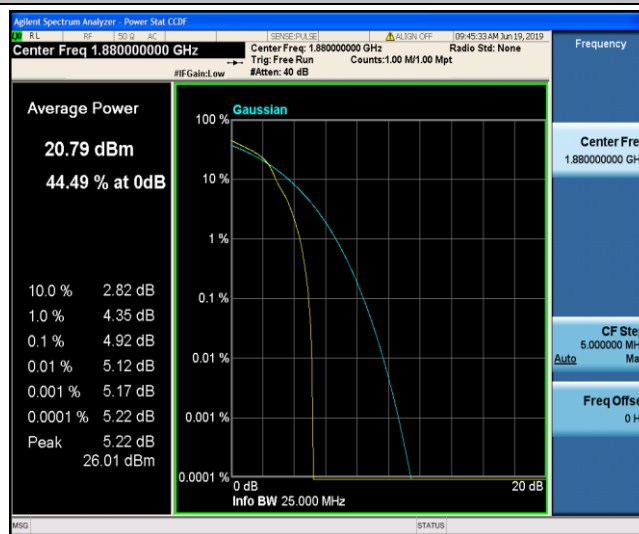 Agilent Spectrum Analyzer - Power Stat CCDF
RL RF 50 Ω AC SENSE:PULSE ALIGN OFF 09:45:33 AM Jun 19, 2019
Center Freq 1.880000000 GHz
Center Freq: 1.880000000 GHz Radio Std: None
Trig: Free Run Counts:1.00 M/1.00 Mpt
#IFGain:Low #Atten: 40 dB
Frequency
Average Power
20.79 dBm
44.49 % at 0dB
10.0 % 2.82 dB
1.0 % 4.35 dB
0.1 % 4.92 dB
0.01 % 5.12 dB
0.001 % 5.17 dB
0.0001 % 5.22 dB
Peak 5.22 dB
26.01 dBm
Gaussian
100 %
10 %
1 %
0.1 %
0.01 %
0.001 %
0.0001 %
0 dB 20 dB
Info BW 25.000 MHz
Center Fre
1.880000000 GH
CF Ste
5.000000 MH
Auto Ma
Freq Offse
0 H
MSG STATUS